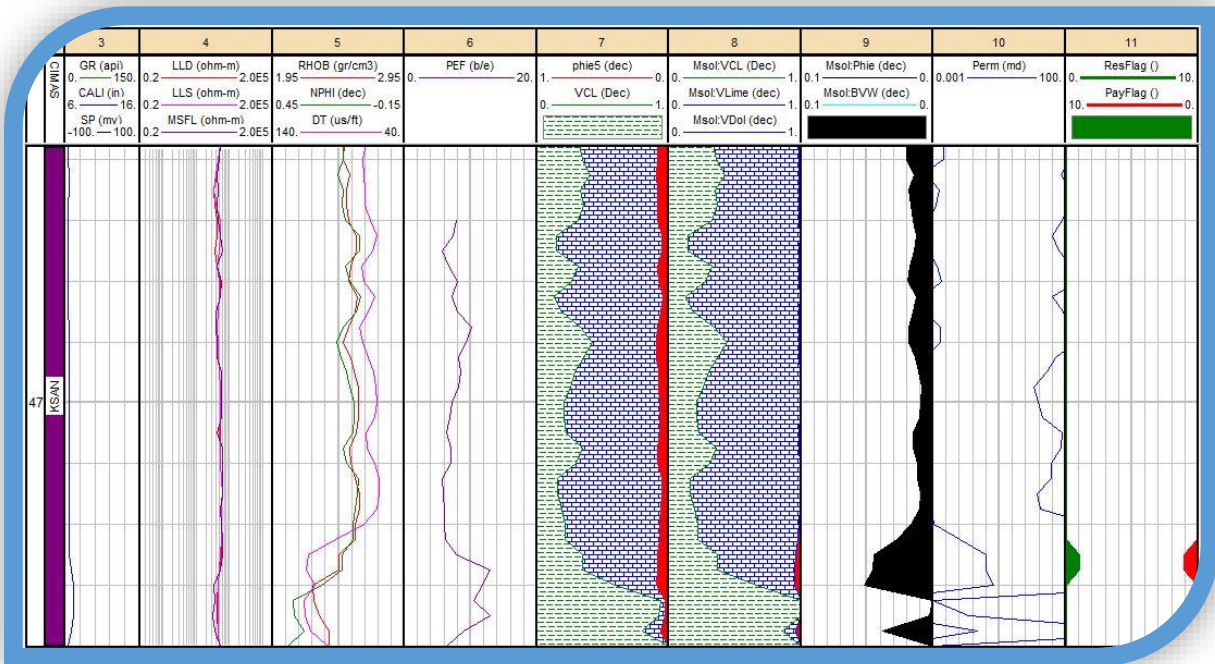 3 4 5 6 7 8 9 10 11
CIMAS
GR (api)
0. 150.
CALI (in)
6. 16.
SP (mv)
-100. 100.
LLD (ohm-m)
0.2 2.0E5
LLS (ohm-m)
0.2 2.0E5
MSFL (ohm-m)
0.2 2.0E5
RHOB (gr/cm3)
1.95 2.95
NPHI (dec)
0.45 -0.15
DT (us/ft)
140. 40.
PEF (b/e)
0. 20.
phie5 (dec)
1. 0.
VCL (Dec)
0. 1.
Msol:VCL (Dec)
0. 1.
Msol:VLime (dec)
0. 1.
Msol:VDol (dec)
0. 1.
Msol:Phie (dec)
0.1 0.
Msol:BVW (dec)
0.1 0.
Perm (md)
0.001 100.
ResFlag ()
0. 10.
PayFlag ()
10. 0.
47
KSAN